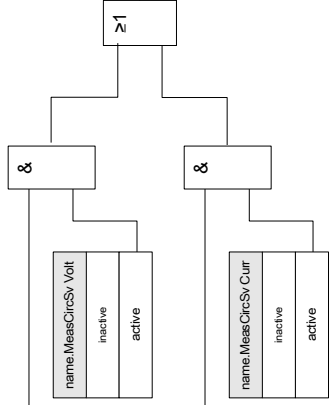 ≥1
&
&
name.MeasCircSv Volt
inactive
active
name.MeasCircSv Curr
inactive
active